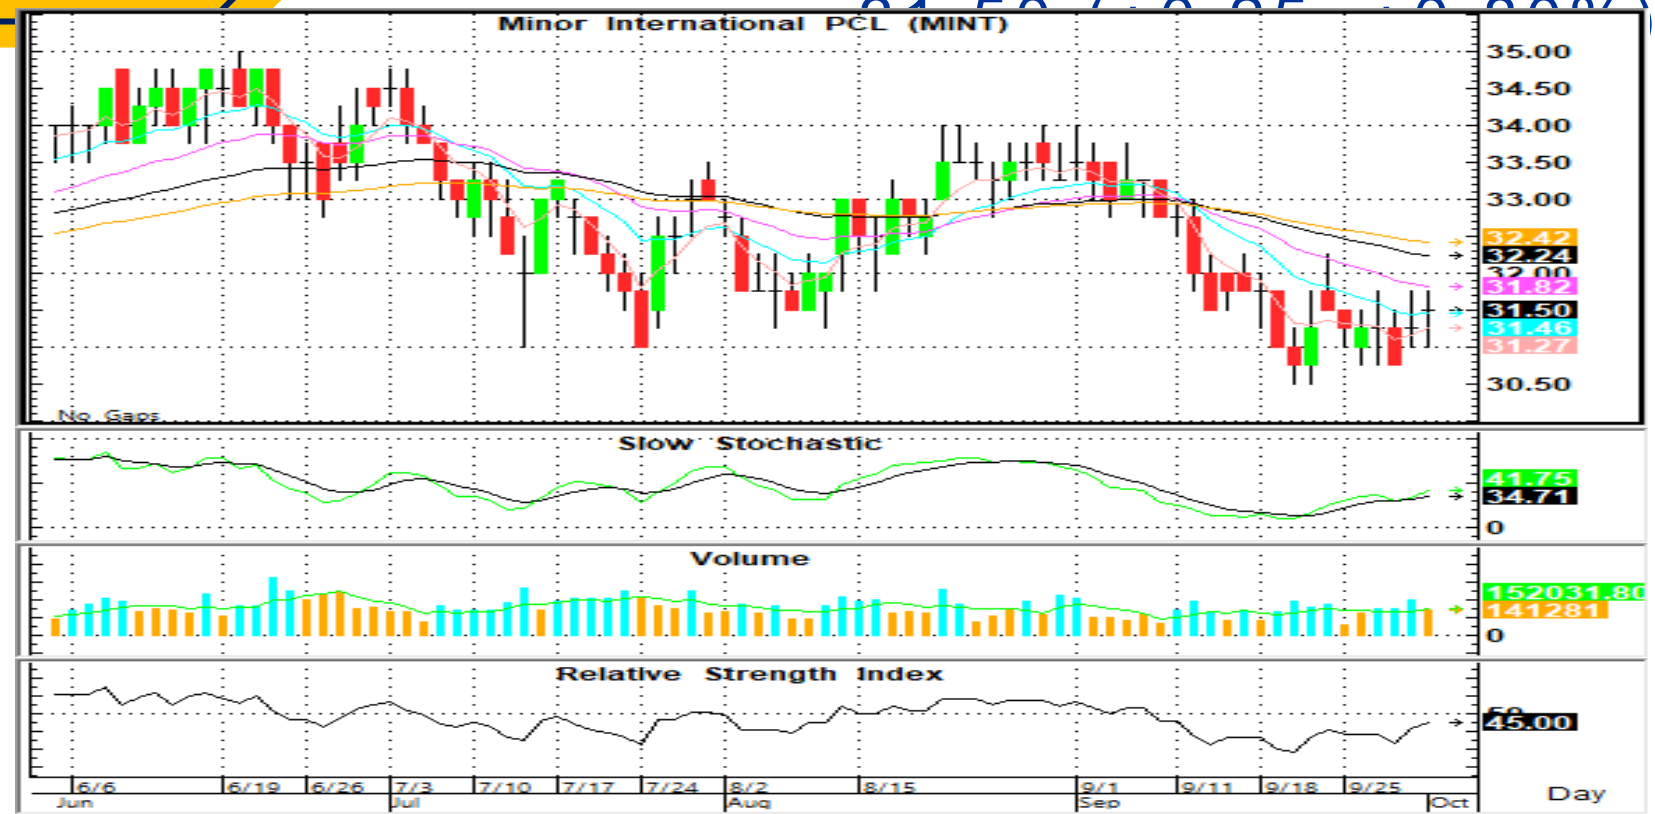 Minor International PCL (MINT)
35.00
34.50
34.00
33.50
33.00
32.42
32.24
32.00
31.82
31.50
31.46
31.27
30.50
No Gaps
Slow Stochastic
41.75
34.71
0
Volume
152031.80
141281
0
Relative Strength Index
50
45.00
6/6 6/19 6/26 7/3 7/10 7/17 7/24 8/2 8/15 9/1 9/11 9/18 9/25
Jun Jul Aug Sep Oct
Day